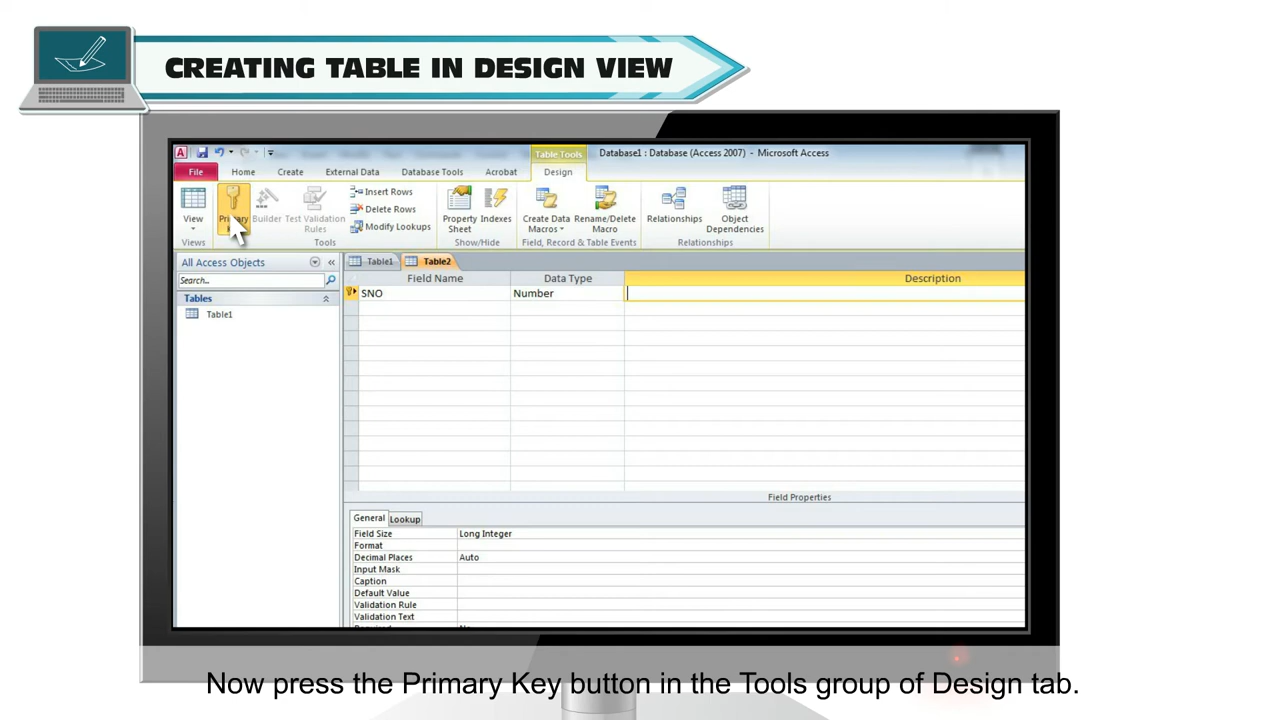 CREATING TABLE IN DESIGN VIEW
Table Tools
Database1 : Database (Access 2007) - Microsoft Access
File Home Create External Data Database Tools Acrobat Design
View
Primary
Builder
Test Validation
Rules
Insert Rows
Delete Rows
Modify Lookups
Property
Sheet
Indexes
Create Data
Macros
Rename/Delete
Macro
Relationships
Object
Dependencies
Views Tools Show/Hide Field, Record & Table Events Relationships
All Access Objects «
Search...
Tables
Table1
Table1 Table2
Field Name Data Type Description
SNO Number
Field Properties
General Lookup
Field Size Long Integer
Format
Decimal Places Auto
Input Mask
Caption
Default Value
Validation Rule
Validation Text
Now press the Primary Key button in the Tools group of Design tab.